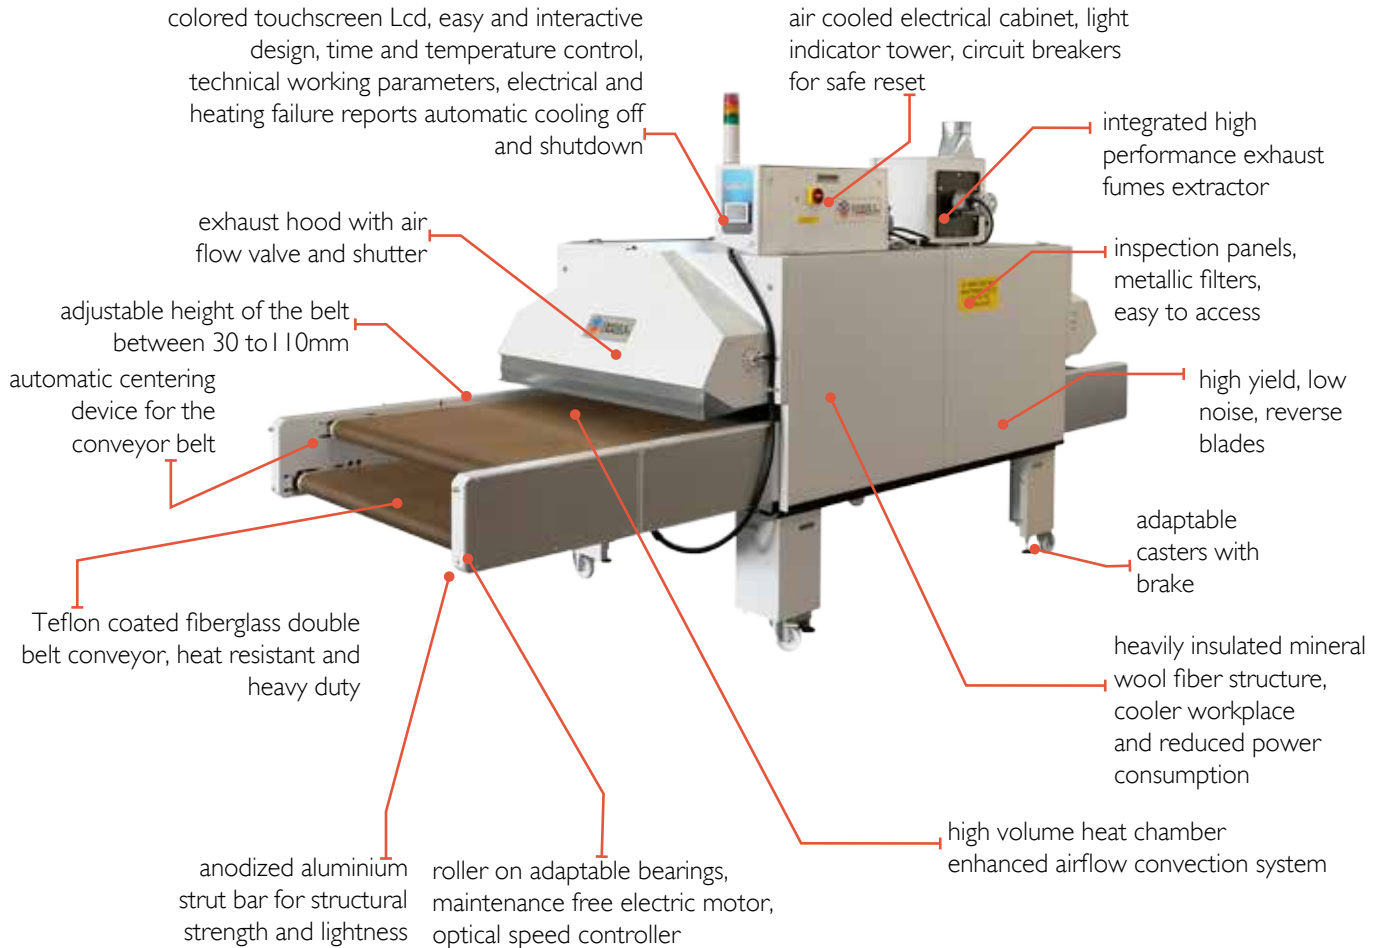 colored touchscreen Lcd, easy and interactive
design, time and temperature control,
technical working parameters, electrical and
heating failure reports automatic cooling off
and shutdown
air cooled electrical cabinet, light
indicator tower, circuit breakers
for safe reset
integrated high
performance exhaust
fumes extractor
exhaust hood with air
flow valve and shutter
inspection panels,
metallic filters,
easy to access
adjustable height of the belt
between 30 to110mm
automatic centering
device for the
conveyor belt
high yield, low
noise, reverse
blades
adaptable
casters with
brake
Teflon coated fiberglass double
belt conveyor, heat resistant and
heavy duty
heavily insulated mineral
wool fiber structure,
cooler workplace
and reduced power
consumption
high volume heat chamber
enhanced airflow convection system
anodized aluminium
strut bar for structural
strength and lightness
roller on adaptable bearings,
maintenance free electric motor,
optical speed controller